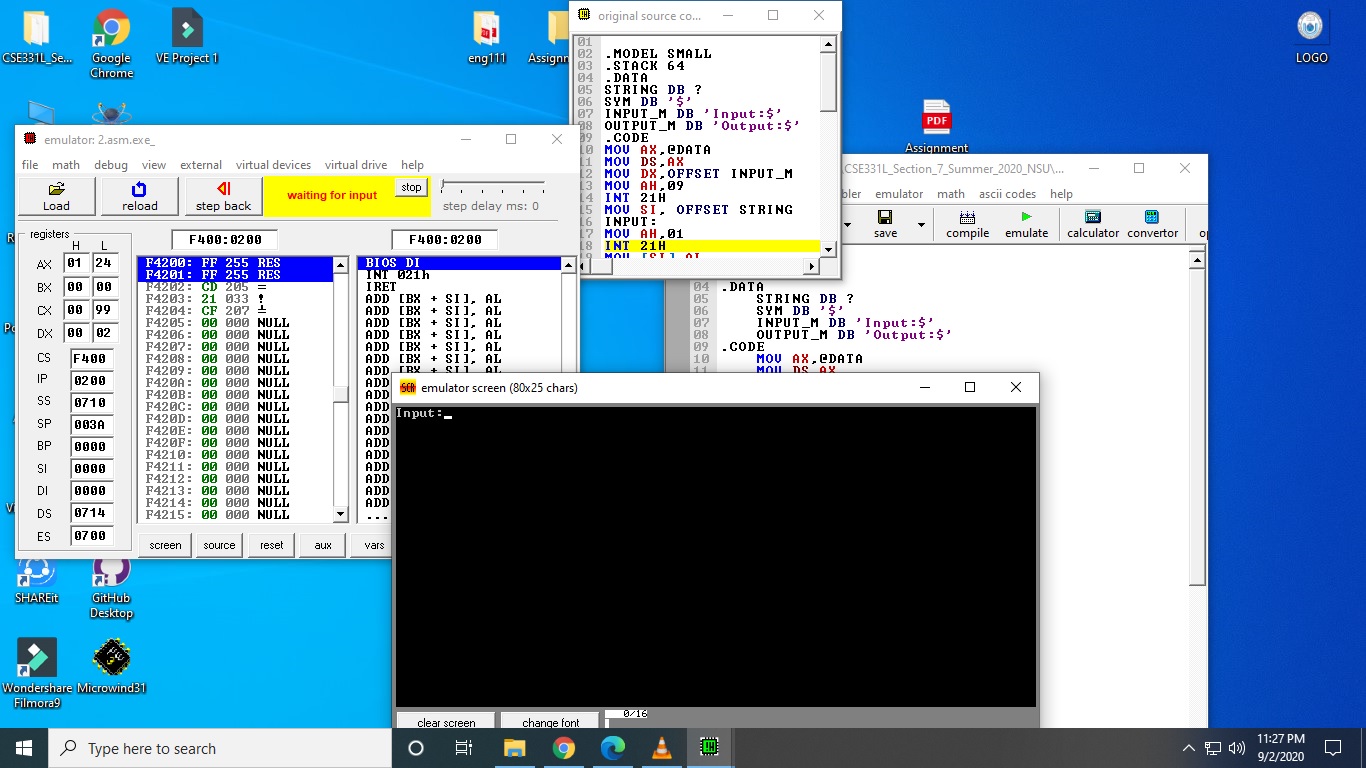 CSE331L_Se...
Google Chrome
VE Project 1
eng111
LOGO
Assignment
original source co...
01
02 .MODEL SMALL
03 .STACK 64
04 .DATA
05 STRING DB ?
06 SYM DB '$'
07 INPUT_M DB 'Input:$'
08 OUTPUT_M DB 'Output:$'
09 .CODE
10 MOV AX,@DATA
11 MOV DS,AX
12 MOV DX,OFFSET INPUT_M
13 MOV AH,09
14 INT 21H
15 MOV SI, OFFSET STRING
16 INPUT:
17 MOV AH,01
18 INT 21H
MOV [SI],AL
emulator: 2.asm.exe_
file math debug view external virtual devices virtual drive help
Load
reload
step back
waiting for input
stop
step delay ms: 0
registers
H L
AX 01 24
BX 00 00
CX 00 99
DX 00 02
CS F400
IP 0200
SS 0710
SP 003A
BP 0000
SI 0000
DI 0000
DS 0714
ES 0700
F400:0200
F400:0200
F4200: FF 255 RES
F4201: FF 255 RES
F4202: CD 205 =
F4203: 21 033 !
F4204: CF 207 ╧
F4205: 00 000 NULL
F4206: 00 000 NULL
F4207: 00 000 NULL
F4208: 00 000 NULL
F4209: 00 000 NULL
F420A: 00 000 NULL
F420B: 00 000 NULL
F420C: 00 000 NULL
F420D: 00 000 NULL
F420E: 00 000 NULL
F420F: 00 000 NULL
F4210: 00 000 NULL
F4211: 00 000 NULL
F4212: 00 000 NULL
F4213: 00 000 NULL
F4214: 00 000 NULL
F4215: 00 000 NULL
BIOS DI
INT 021h
IRET
ADD [BX + SI], AL
ADD [BX + SI], AL
ADD [BX + SI], AL
ADD [BX + SI], AL
ADD [BX + SI], AL
ADD [BX + SI], AL
ADD
ADD
ADD
ADD
ADD
ADD
ADD
ADD
ADD
ADD
ADD
ADD
...
screen source reset aux vars
\CSE331L_Section_7_Summer_2020_NSU\...
bler emulator math ascii codes help
save compile emulate calculator convertor
04 .DATA
05 STRING DB ?
06 SYM DB '$'
07 INPUT_M DB 'Input:$'
08 OUTPUT_M DB 'Output:$'
09 .CODE
10 MOV AX,@DATA
11 MOV DS,AX
emulator screen (80x25 chars)
Input:
clear screen
change font
0/16
SHAREit
GitHub Desktop
Wondershare Filmora9
Microwind31
Type here to search
11:27 PM
9/2/2020